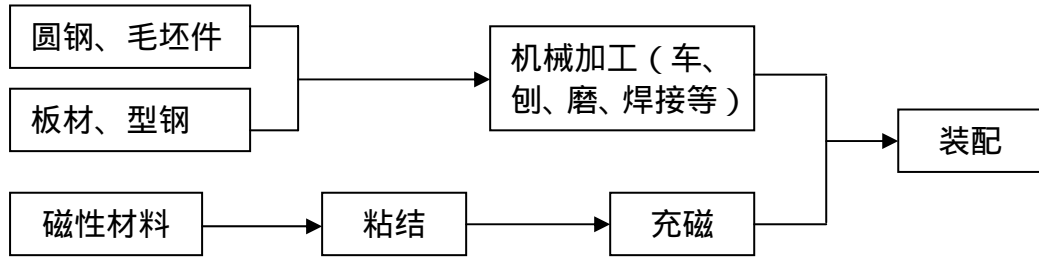 圆钢、毛坯件
板材、型钢
机械加工（车、
刨、磨、焊接等）
装配
磁性材料
粘结
充磁